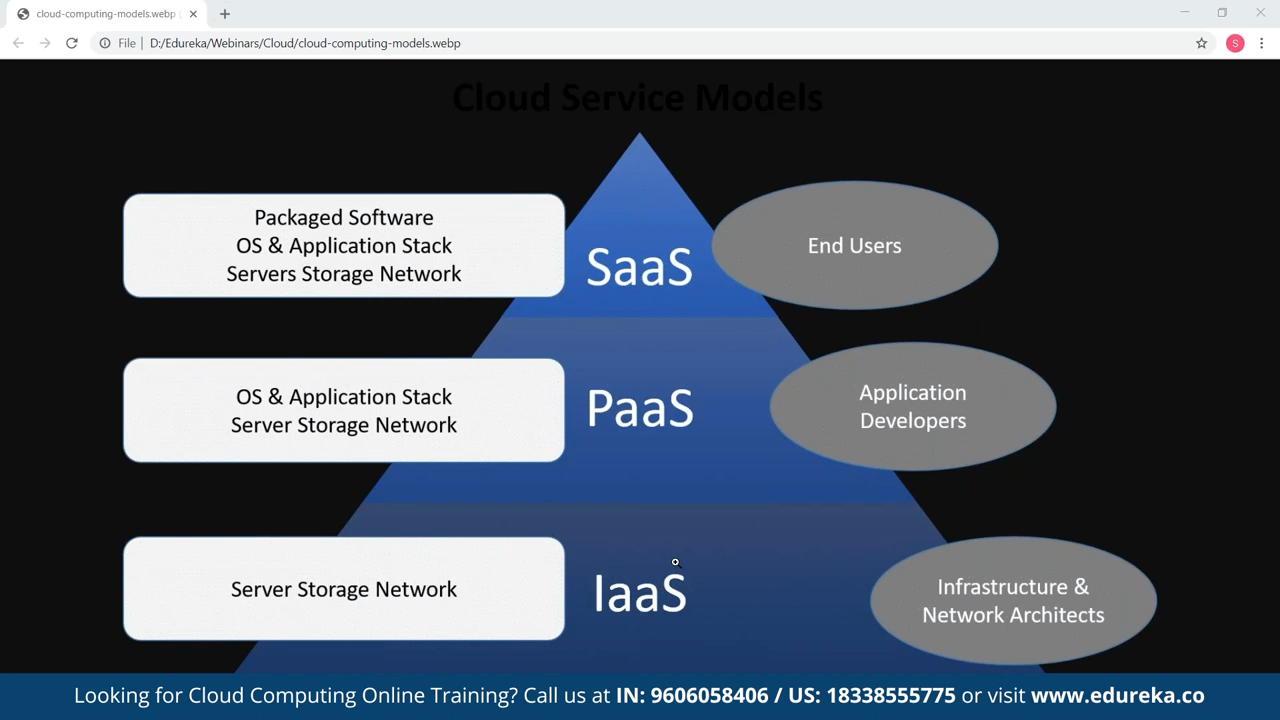 cloud-computing-models.webp
File | D:/Edureka/Webinars/Cloud/cloud-computing-models.webp
S
Cloud Service Models
Packaged Software
OS & Application Stack
Servers Storage Network
SaaS
End Users
OS & Application Stack
Server Storage Network
PaaS
Application
Developers
Server Storage Network
IaaS
Infrastructure &
Network Architects
Looking for Cloud Computing Online Training? Call us at IN: 9606058406 / US: 18338555775 or visit www.edureka.co